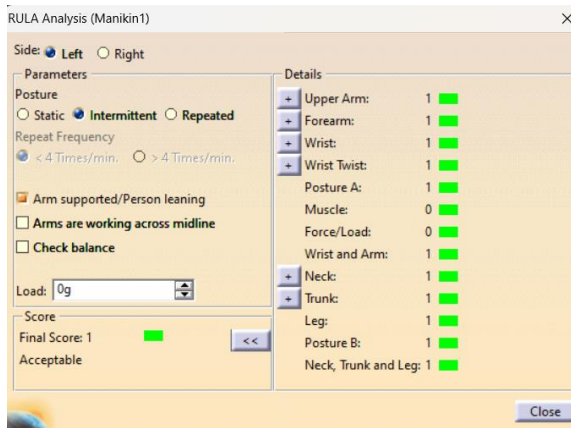 RULA Analysis (Manikin1)
Side: Left Right
Parameters
Posture
Static Intermittent Repeated
Repeat Frequency
< 4 Times/min. > 4 Times/min.
Arm supported/Person leaning
Arms are working across midline
Check balance
Load: 0g
Score
Final Score: 1
<<
Acceptable
Details
+ Upper Arm: 1
+ Forearm: 1
+ Wrist: 1
+ Wrist Twist: 1
Posture A: 1
Muscle: 0
Force/Load: 0
Wrist and Arm: 1
+ Neck: 1
+ Trunk: 1
Leg: 1
Posture B: 1
Neck, Trunk and Leg: 1
Close